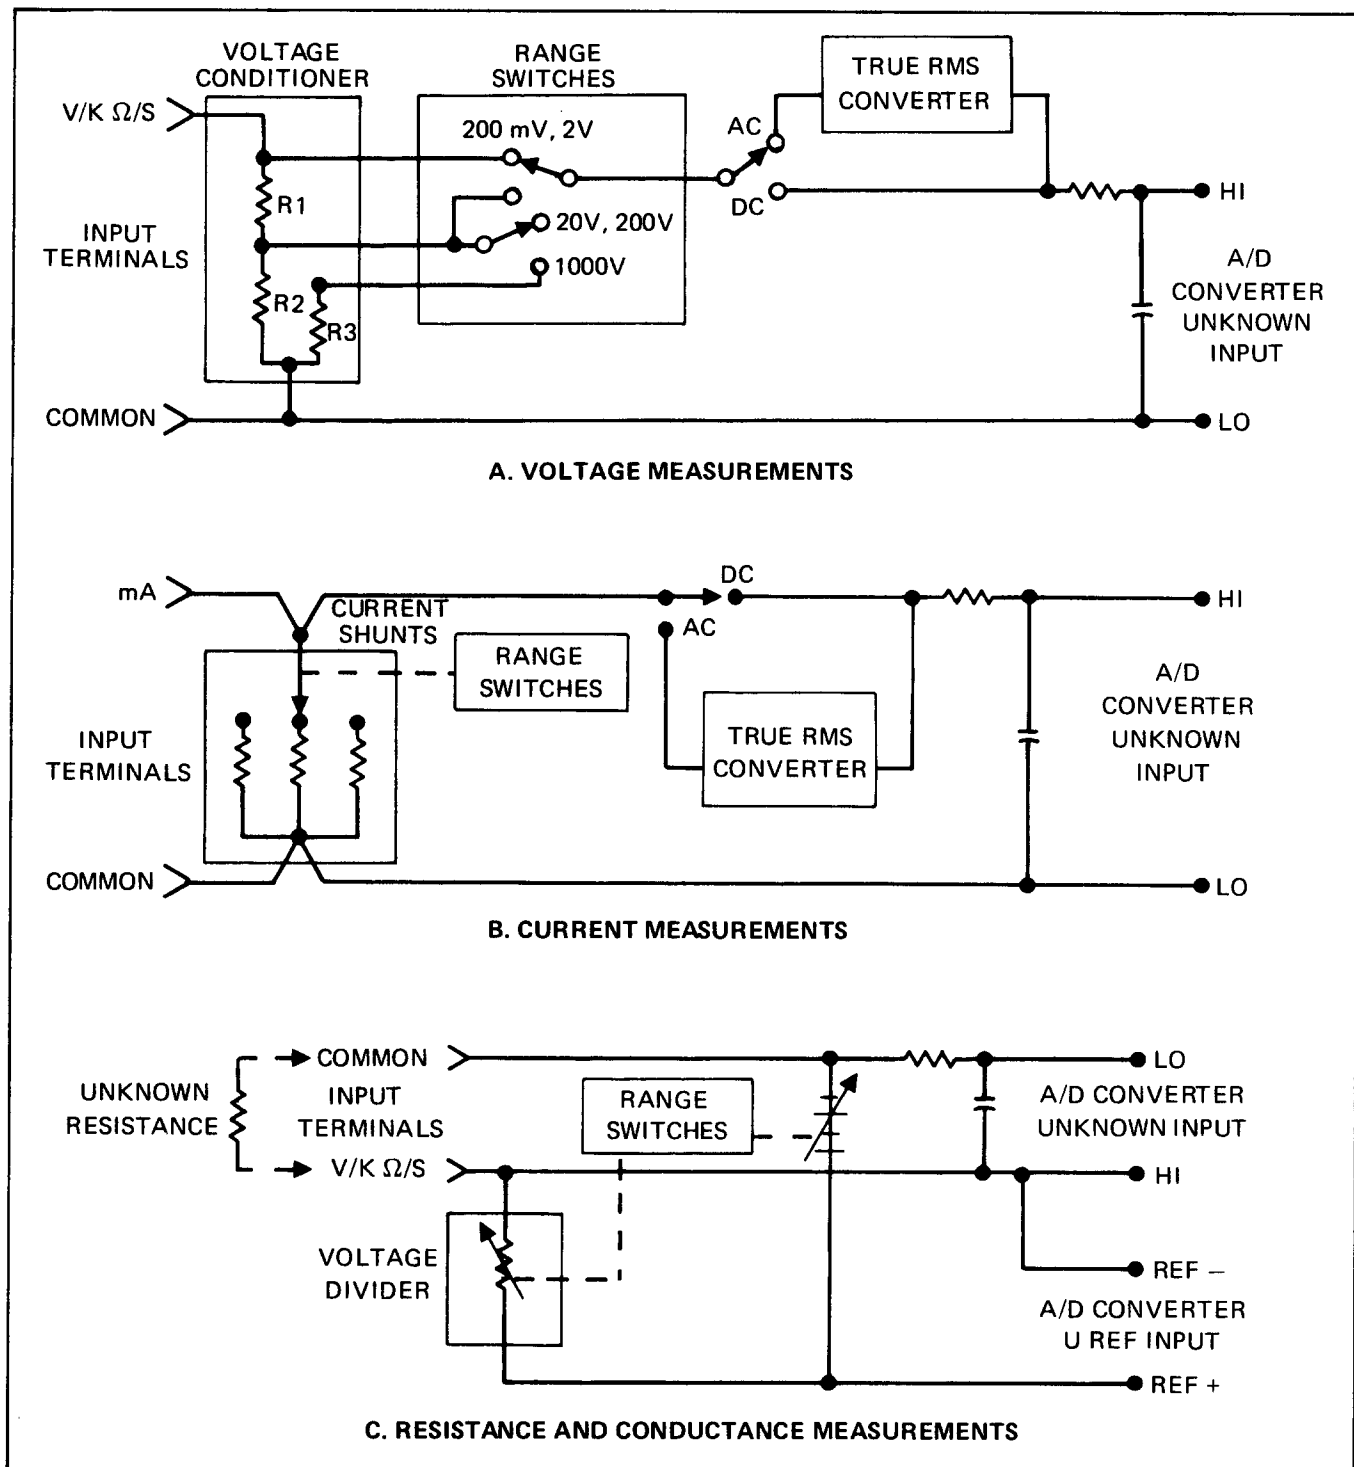 VOLTAGE
CONDITIONER
RANGE
SWITCHES
TRUE RMS
CONVERTER
V/K Ω/S
200 mV, 2V
AC
DC
HI
R1
INPUT
TERMINALS
20V, 200V
1000V
R2
R3
A/D
CONVERTER
UNKNOWN
INPUT
COMMON
LO
A. VOLTAGE MEASUREMENTS
mA
CURRENT
SHUNTS
DC
AC
HI
RANGE
SWITCHES
INPUT
TERMINALS
TRUE RMS
CONVERTER
A/D
CONVERTER
UNKNOWN
INPUT
COMMON
LO
B. CURRENT MEASUREMENTS
UNKNOWN
RESISTANCE
COMMON
INPUT
TERMINALS
V/K Ω/S
RANGE
SWITCHES
LO
A/D CONVERTER
UNKNOWN INPUT
HI
VOLTAGE
DIVIDER
REF −
A/D CONVERTER
U REF INPUT
REF +
C. RESISTANCE AND CONDUCTANCE MEASUREMENTS